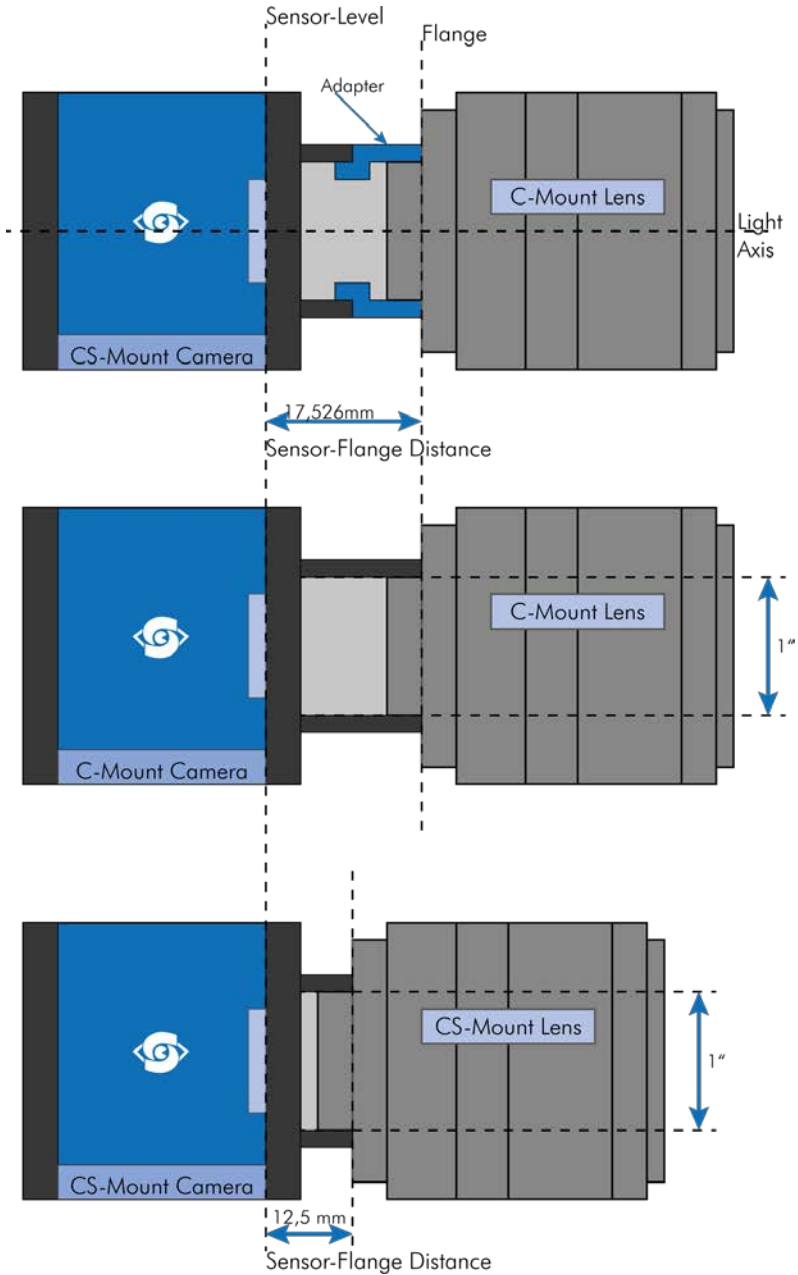 Sensor-Level
Flange
Adapter
C-Mount Lens
Light
Axis
CS-Mount Camera
17,526mm
Sensor-Flange Distance
C-Mount Lens
1“
C-Mount Camera
CS-Mount Lens
1“
CS-Mount Camera
12,5 mm
Sensor-Flange Distance